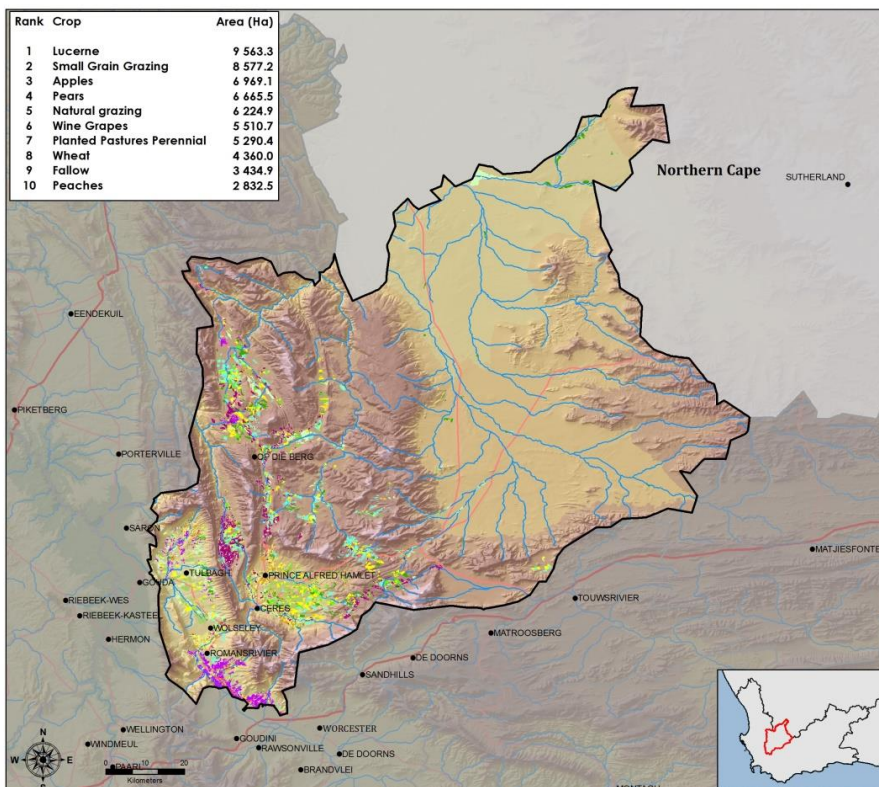 Rank Crop Area (Ha)
1 Lucerne 9 563.3
2 Small Grain Grazing 8 577.2
3 Apples 6 969.1
4 Pears 6 665.5
5 Natural grazing 6 224.9
6 Wine Grapes 5 510.7
7 Planted Pastures Perennial 5 290.4
8 Wheat 4 360.0
9 Fallow 3 434.9
10 Peaches 2 832.5
Northern Cape
SUTHERLAND
EENDEKUIL
PIKETBERG
PORTERVILLE
OP DIE BERG
SARON
MATJIESFONTE
GOUDA
TULBAGH
PRINCE ALFRED HAMLET
RIEBEEK-WES
TOUWSRIVIER
CERES
RIEBEEK-KASTEEL
WOLSELEY
MATROOSBERG
HERMON
ROMANSRIVIER
DE DOORNS
SANDHILLS
WELLINGTON
WORCESTER
N
GOUDINI
WINDMEUL
RAWSONVILLE
W E
DE DOORNS
PAARL
BRANDVLEI
0 10 20
Kilometers